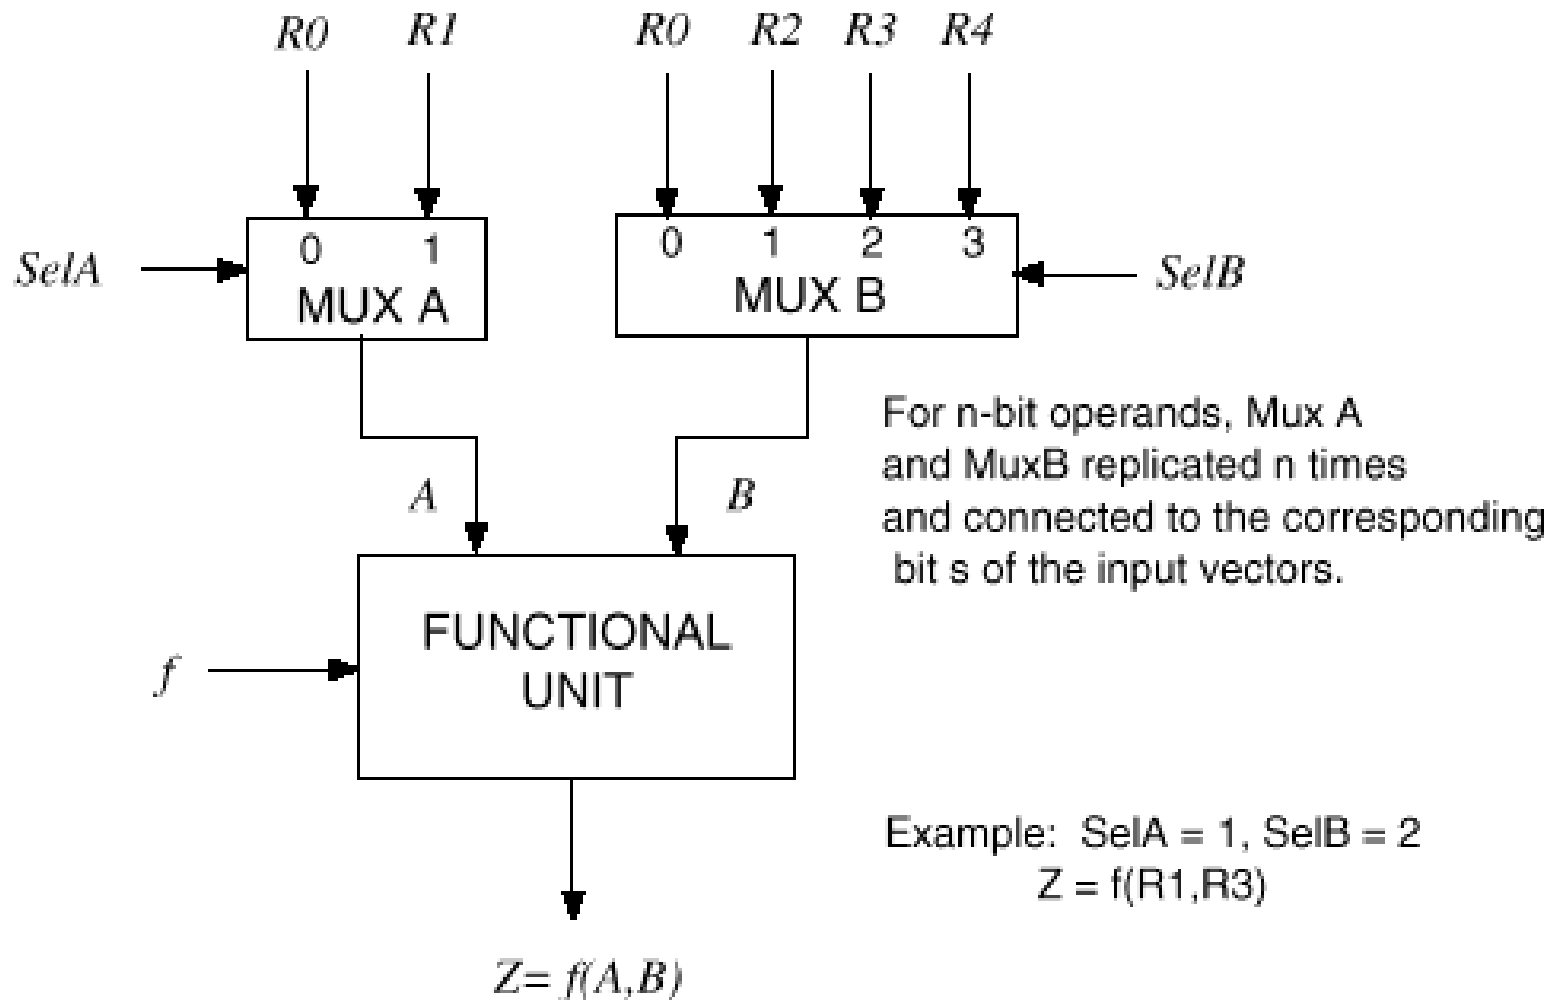 R0 R1 R0 R2 R3 R4
0 1 0 1 2 3
SelA MUX A MUX B SelB
For n-bit operands, Mux A
and MuxB replicated n times
and connected to the corresponding
bit s of the input vectors.
A B
FUNCTIONAL
UNIT
f
Example: SelA = 1, SelB = 2
Z = f(R1,R3)
Z= f(A,B)